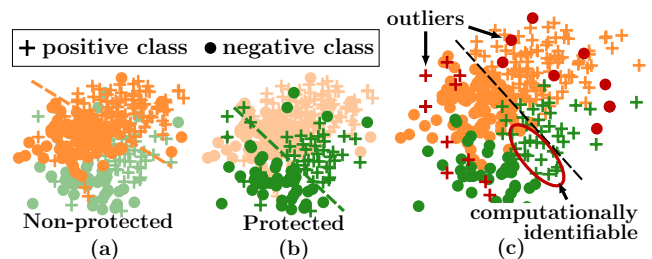 outliers
positive class negative class
Non-protected Protected
computationally
identifiable
(a) (b) (c)